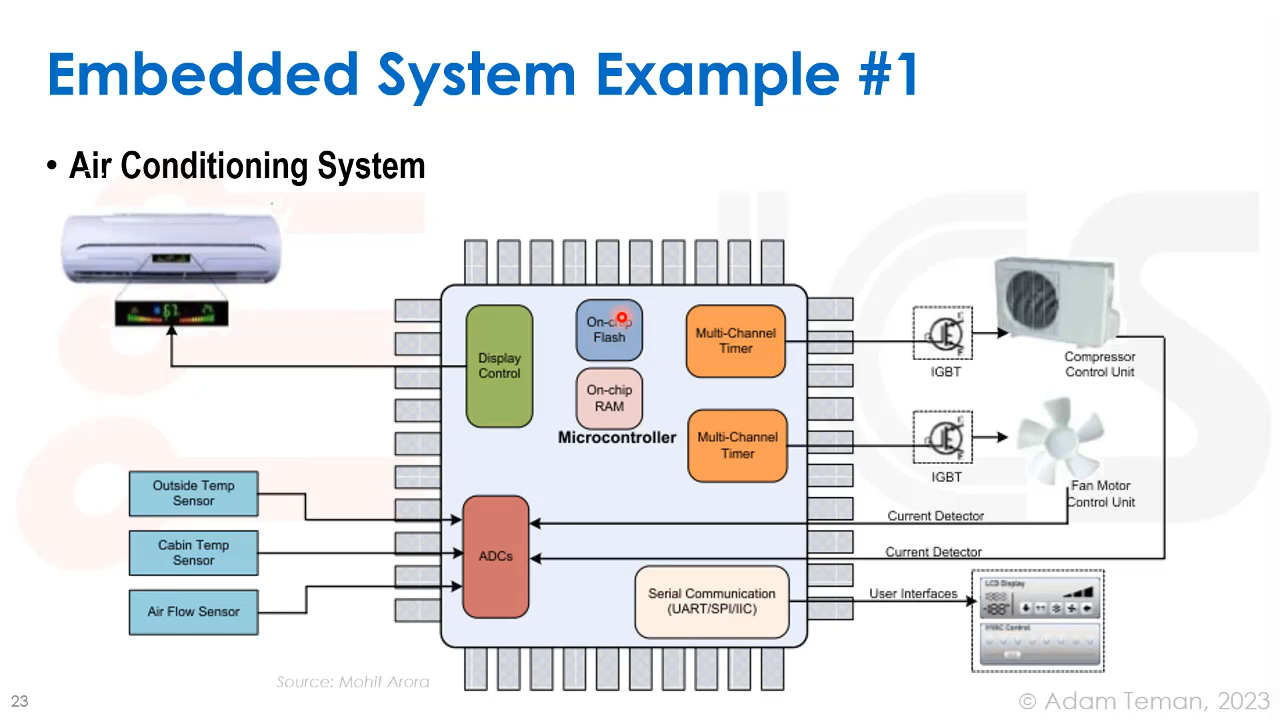 Embedded System Example #1
• Air Conditioning System
Display
Control
Flash
On-chip
RAM
Microcontroller
Multi-Channel
Timer
Multi-Channel
Timer
IGBT
Compressor
Control Unit
IGBT
Fan Motor
Control Unit
Outside Temp
Sensor
Cabin Temp
Sensor
Air Flow Sensor
ADCs
Current Detector
Current Detector
Serial Communication
(UART/SPI/IIC)
User Interfaces
LCD Display
HVAC Control
Source: Mohit Arora
23
© Adam Teman, 2023